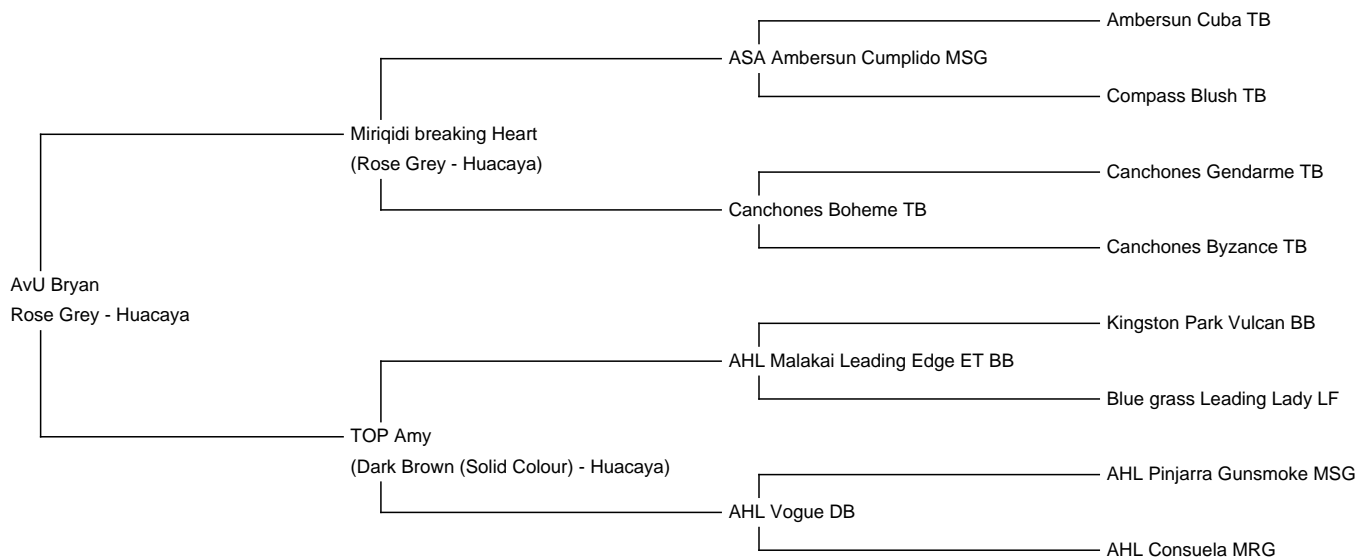 Ambersun Cuba TB
ASA Ambersun Cumplido MSG
Compass Blush TB
Miriqidi breaking Heart
(Rose Grey - Huacaya)
Canchones Gendarme TB
Canchones Boheme TB
Canchones Byzance TB
AvU Bryan
Rose Grey - Huacaya
Kingston Park Vulcan BB
AHL Malakai Leading Edge ET BB
Blue grass Leading Lady LF
TOP Amy
(Dark Brown (Solid Colour) - Huacaya)
AHL Pinjarra Gunsmoke MSG
AHL Vogue DB
AHL Consuela MRG